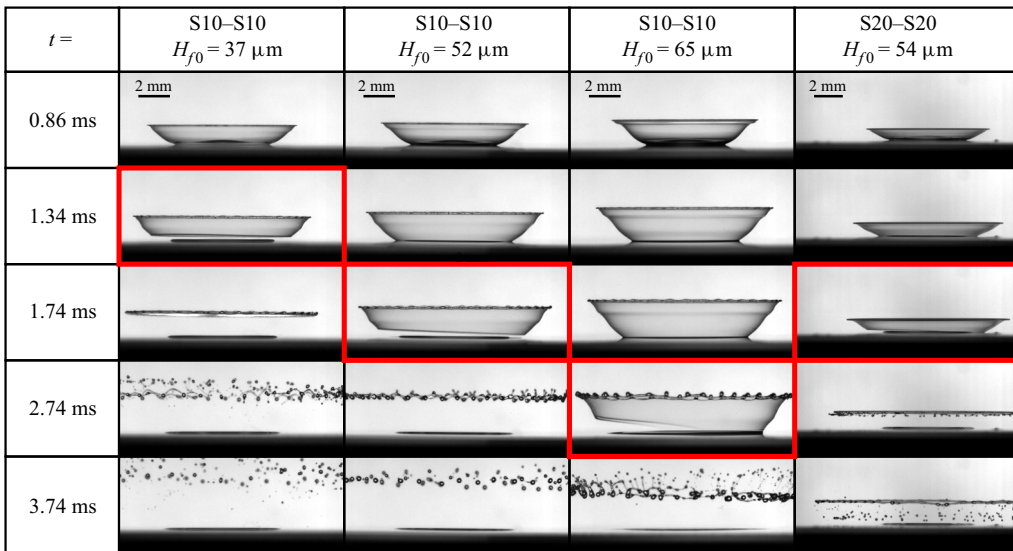 t =
S10–S10
H_f0 = 37 μm
S10–S10
H_f0 = 52 μm
S10–S10
H_f0 = 65 μm
S20–S20
H_f0 = 54 μm
0.86 ms
2 mm
2 mm
2 mm
2 mm
1.34 ms
1.74 ms
2.74 ms
3.74 ms